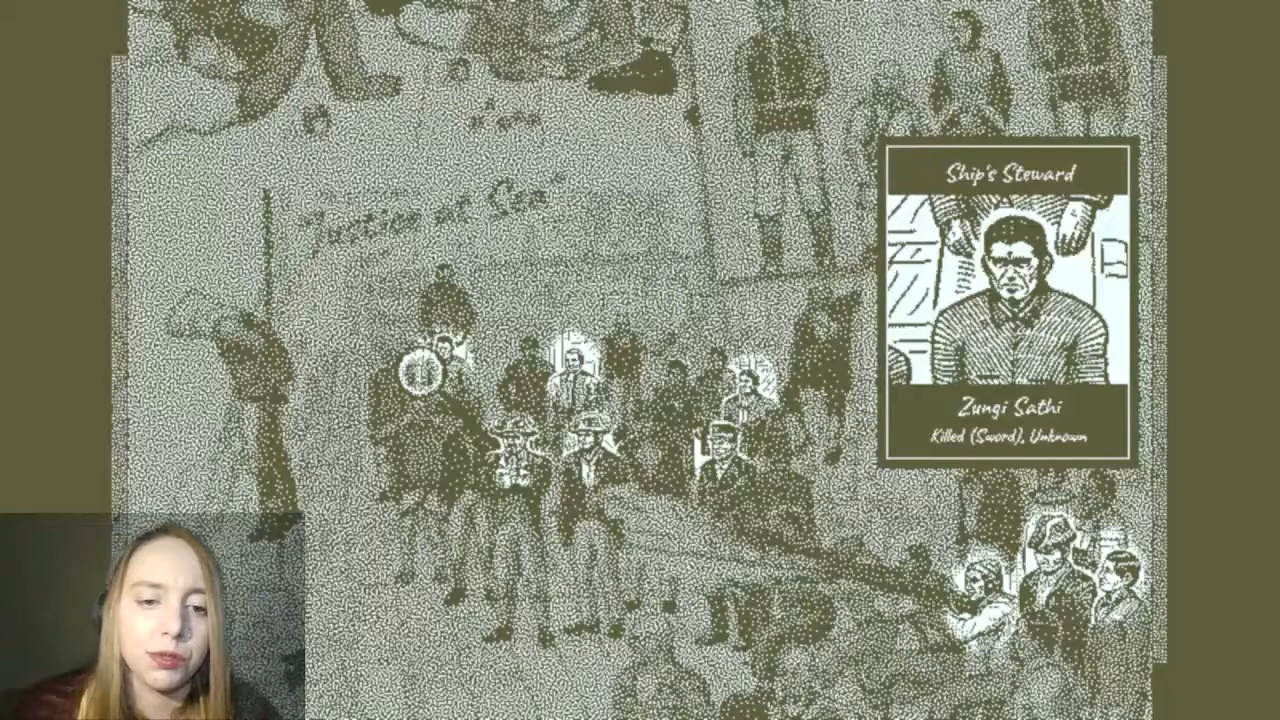 "Justice at Sea"
Ship's Steward
Zungi Sathi
Killed (Sword), Unknown